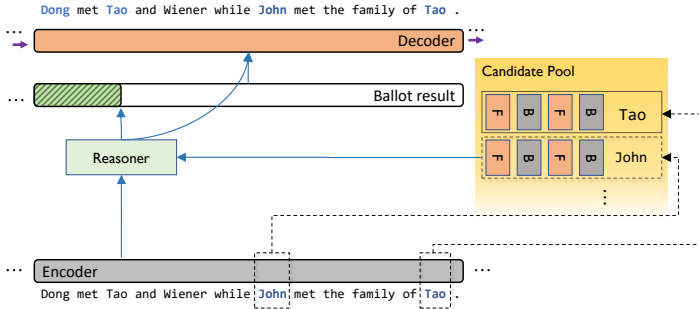 Dong met Tao and Wiener while John met the family of Tao .
... ...
Decoder
... Ballot result
Candidate Pool
F B F B Tao
Reasoner
F B F B John
...
... Encoder ...
Dong met Tao and Wiener while John met the family of Tao .